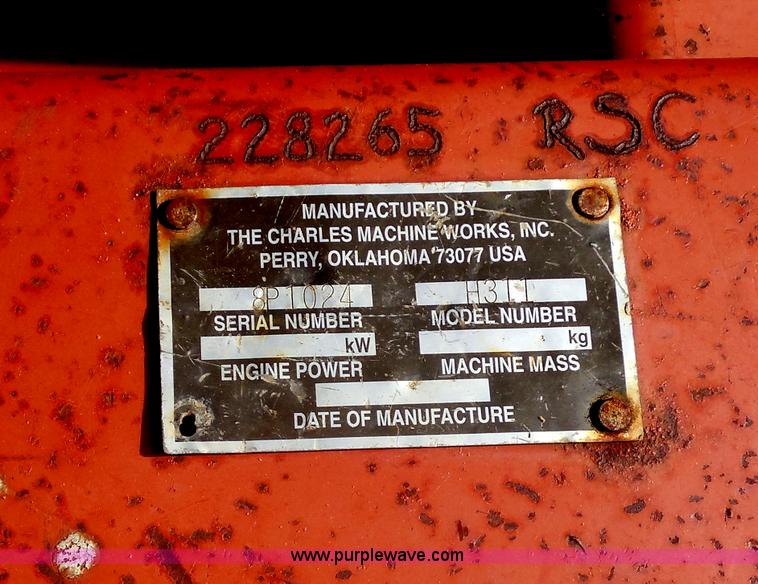 228265 RSC
MANUFACTURED BY
THE CHARLES MACHINE WORKS, INC.
PERRY, OKLAHOMA 73077 USA
8P1024 H311
SERIAL NUMBER MODEL NUMBER
kW kg
ENGINE POWER MACHINE MASS
DATE OF MANUFACTURE
www.purplewave.com